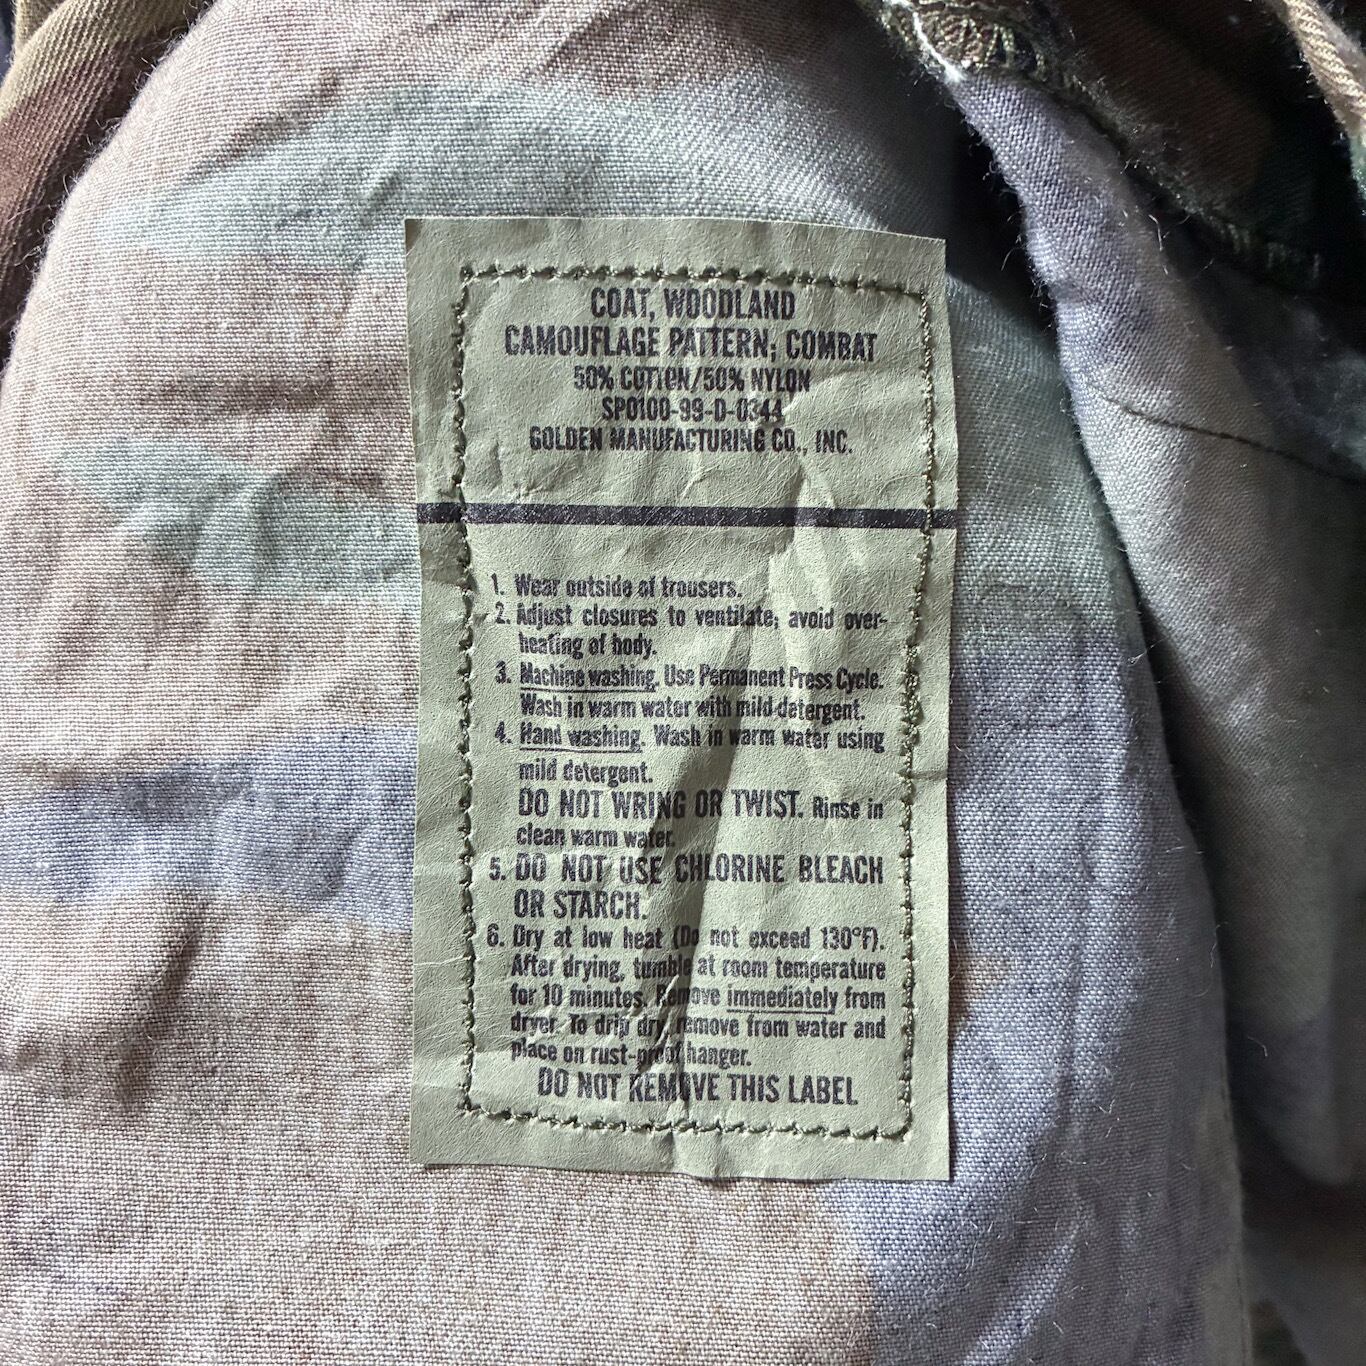 COAT, WOODLAND
CAMOUFLAGE PATTERN; COMBAT
50% COTTON/50% NYLON
SPO100-99-D-0344
GOLDEN MANUFACTURING CO., INC.
1. Wear outside of trousers.
2. Adjust closures to ventilate; avoid over-
heating of body.
3. Machine washing. Use Permanent Press Cycle.
Wash in warm water with mild detergent.
4. Hand washing. Wash in warm water using
mild detergent.
DO NOT WRING OR TWIST. Rinse in
clean warm water.
5. DO NOT USE CHLORINE BLEACH
OR STARCH.
6. Dry at low heat (Do not exceed 130°F).
After drying, tumble at room temperature
for 10 minutes. Remove immediately from
dryer. To drip dry, remove from water and
place on rust-proof hanger.
DO NOT REMOVE THIS LABEL